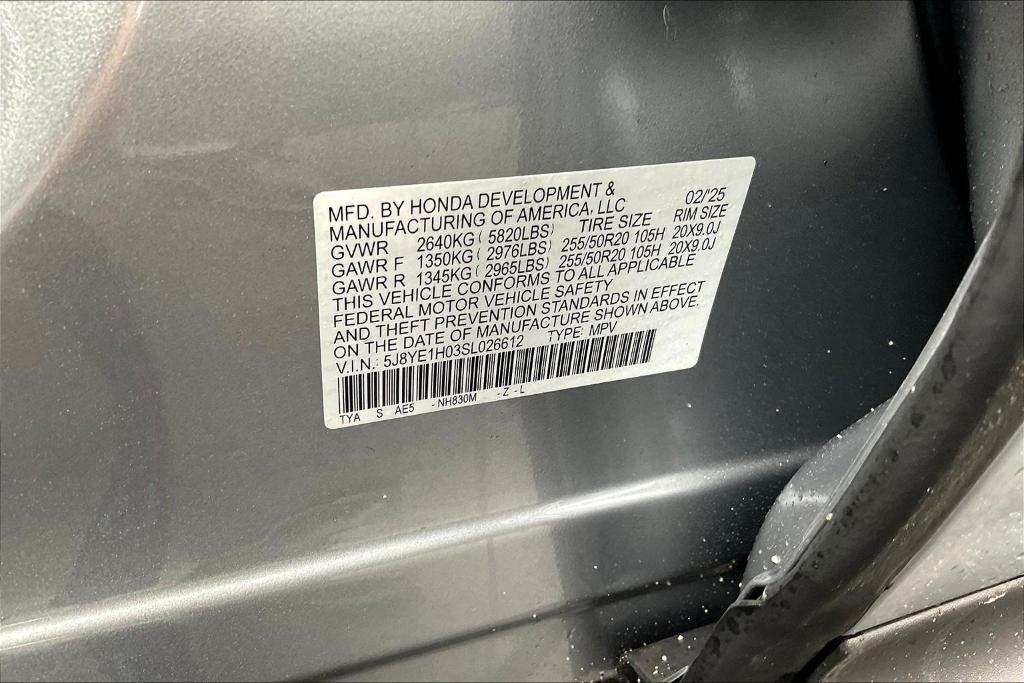 MFD. BY HONDA DEVELOPMENT & 02/'25
MANUFACTURING OF AMERICA, LLC
GVWR 2640KG ( 5820LBS) TIRE SIZE RIM SIZE
GAWR F 1350KG ( 2976LBS) 255/50R20 105H 20X9.0J
GAWR R 1345KG ( 2965LBS) 255/50R20 105H 20X9.0J
THIS VEHICLE CONFORMS TO ALL APPLICABLE
FEDERAL MOTOR VEHICLE SAFETY
AND THEFT PREVENTION STANDARDS IN EFFECT
ON THE DATE OF MANUFACTURE SHOWN ABOVE.
V.I.N.: 5J8YE1H03SL026612 TYPE: MPV
TYA S AE5 -NH830M -Z -L